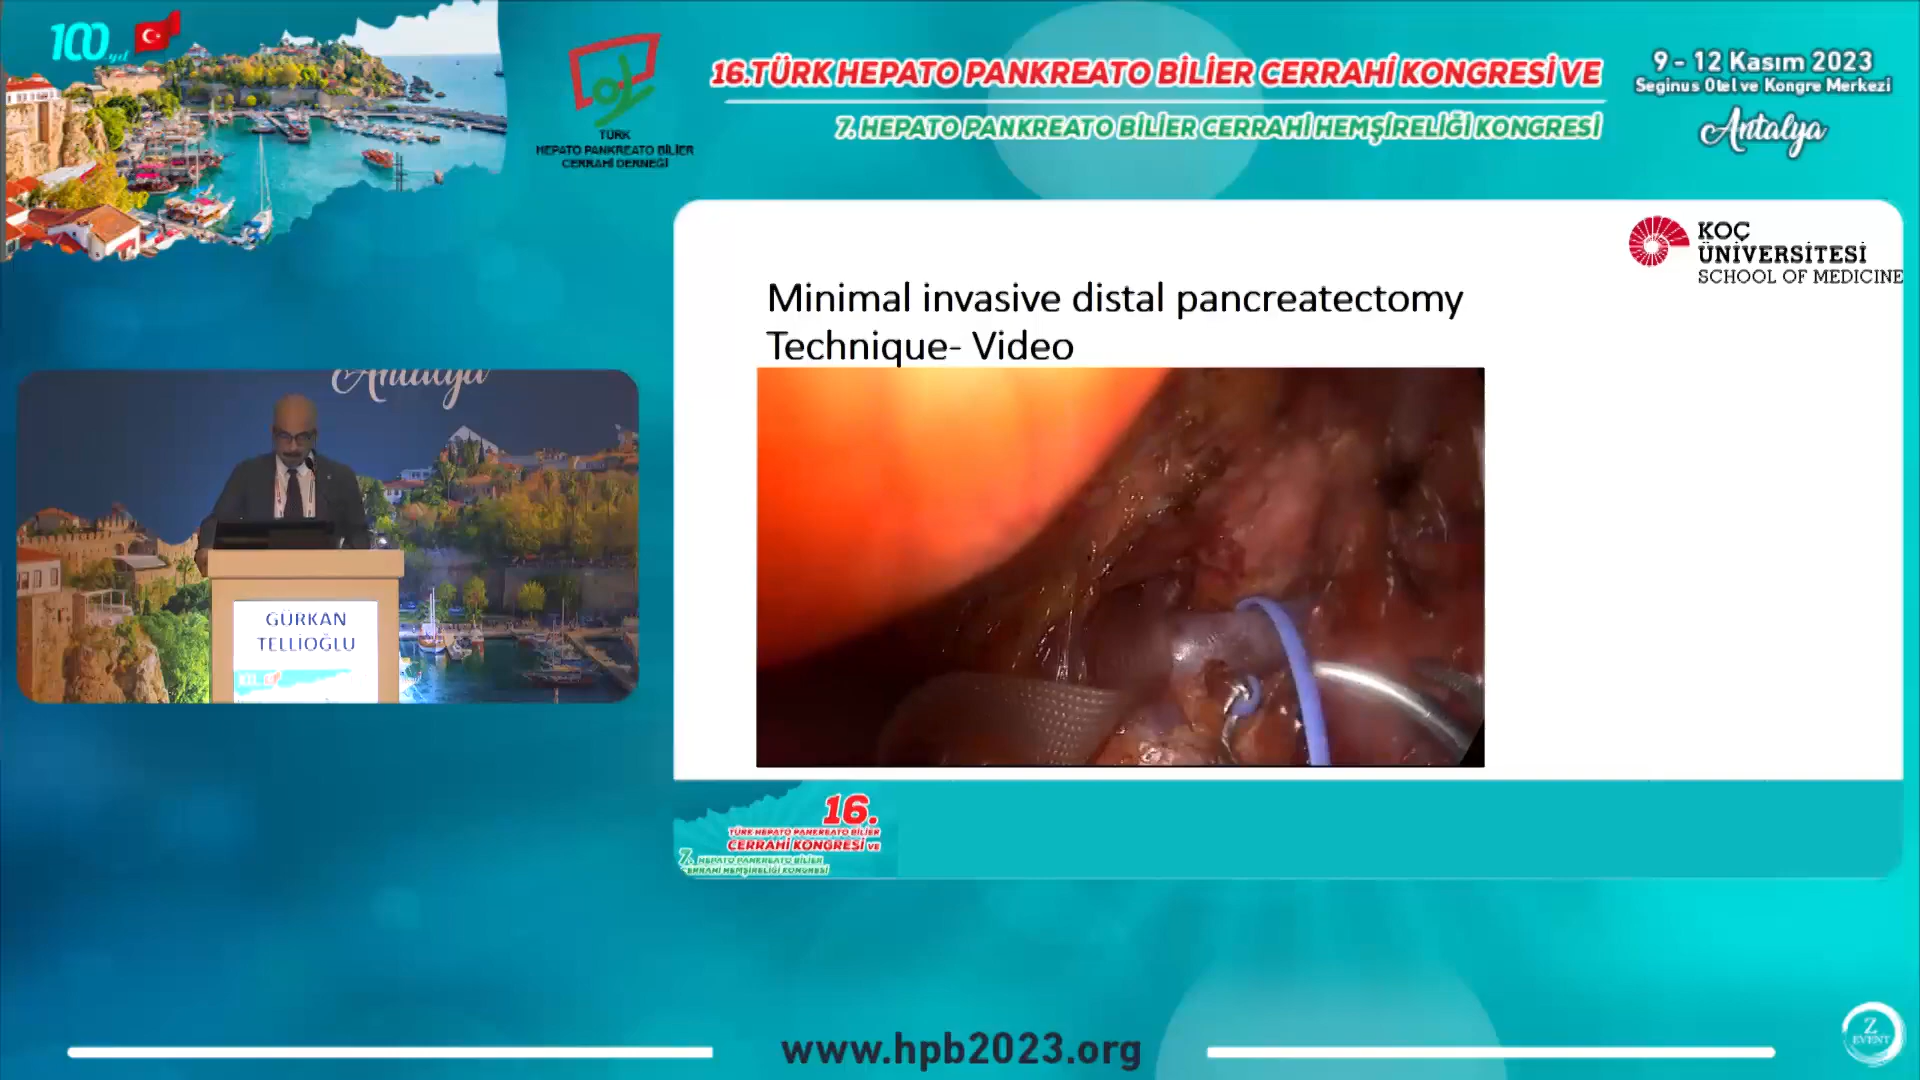 100.yıl
TÜRK
HEPATO PANKREATO BİLİER
CERRAHİ DERNEĞİ
16.TÜRK HEPATO PANKREATO BİLİER CERRAHİ KONGRESİ VE
7. HEPATO PANKREATO BİLİER CERRAHİ HEMŞİRELİĞİ KONGRESİ
9 - 12 Kasım 2023
Seginus Otel ve Kongre Merkezi
Antalya
KOÇ
ÜNİVERSİTESİ
SCHOOL OF MEDICINE
Minimal invasive distal pancreatectomy
Technique- Video
Antalya
GÜRKAN
TELLİOĞLU
16.
TÜRK HEPATO PANKREATO BİLİER
CERRAHİ KONGRESİ VE
7. HEPATO PANKREATO BİLİER
CERRAHİ HEMŞİRELİĞİ KONGRESİ
www.hpb2023.org
Z
EVENT